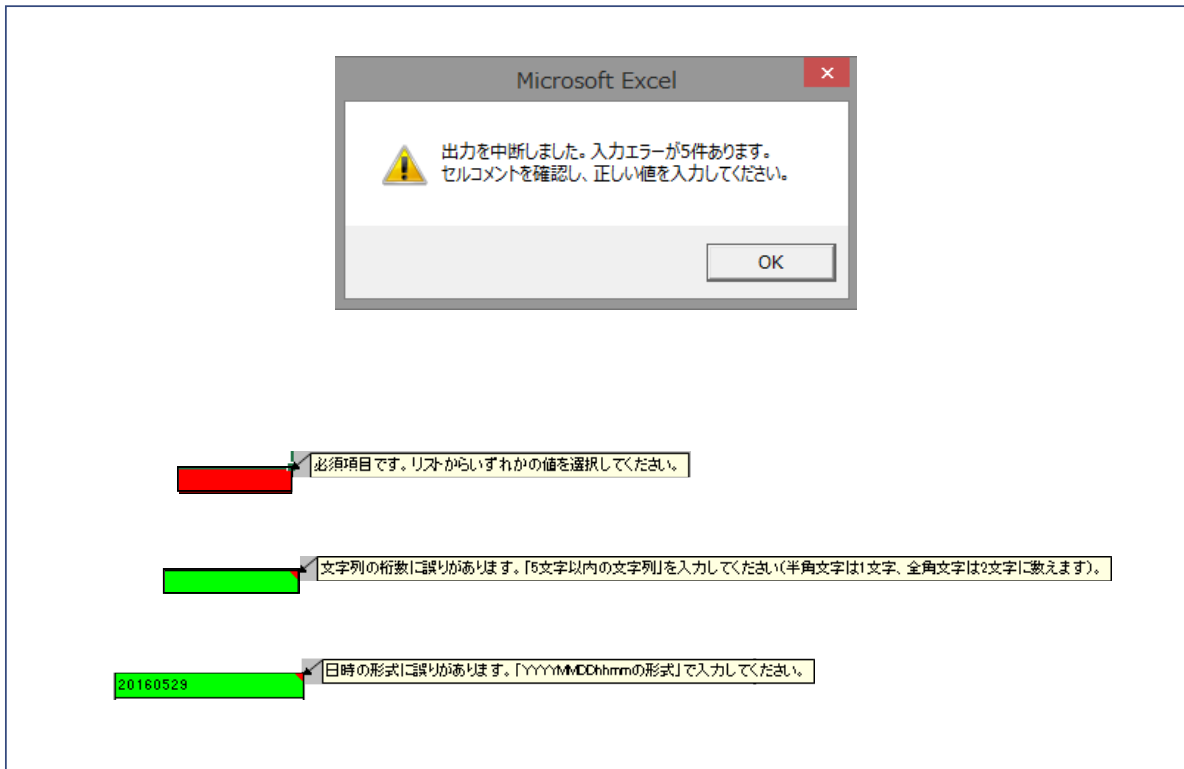 Microsoft Excel
出力を中断しました。入力エラーが5件あります。
セルコメントを確認し、正しい値を入力してください。
OK
必須項目です。リストからいずれかの値を選択してください。
文字列の桁数に誤りがあります。「5文字以内の文字列」を入力してください(半角文字は1文字、全角文字は2文字に数えます)。
日時の形式に誤りがあります。「YYYYMMDDhhmmの形式」で入力してください。
20160529